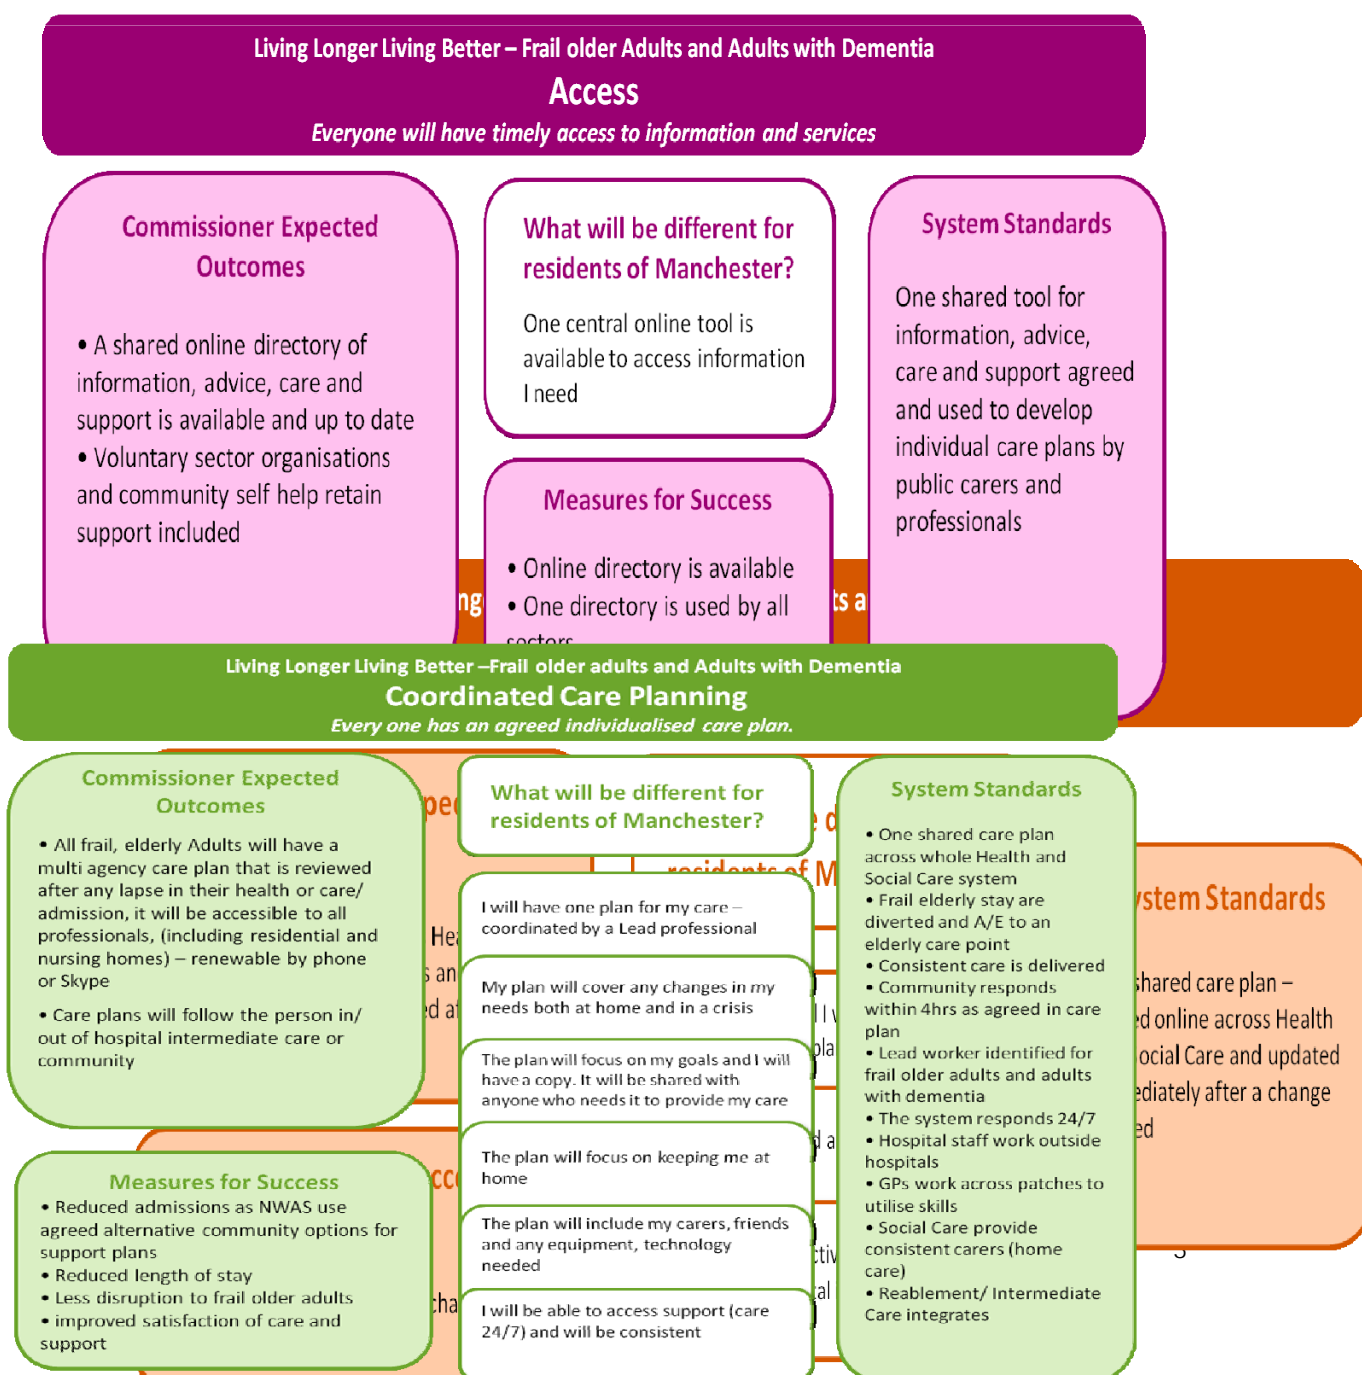 Living Longer Living Better – Frail older Adults and Adults with Dementia
Access
Everyone will have timely access to information and services
Commissioner Expected
Outcomes
• A shared online directory of
information, advice, care and
support is available and up to date
• Voluntary sector organisations
and community self help retain
support included
What will be different for
residents of Manchester?
One central online tool is
available to access information
I need
Measures for Success
• Online directory is available
• One directory is used by all
sectors
System Standards
One shared tool for
information, advice,
care and support agreed
and used to develop
individual care plans by
public carers and
professionals
Living Longer Living Better –Frail older adults and Adults with Dementia
Coordinated Care Planning
Every one has an agreed individualised care plan.
Commissioner Expected
Outcomes
• All frail, elderly Adults will have a
multi agency care plan that is reviewed
after any lapse in their health or care/
admission, it will be accessible to all
professionals, (including residential and
nursing homes) – renewable by phone
or Skype
• Care plans will follow the person in/
out of hospital intermediate care or
community
Measures for Success
• Reduced admissions as NWAS use
agreed alternative community options for
support plans
• Reduced length of stay
• Less disruption to frail older adults
• improved satisfaction of care and
support
What will be different for
residents of Manchester?
I will have one plan for my care –
coordinated by a Lead professional
My plan will cover any changes in my
needs both at home and in a crisis
The plan will focus on my goals and I will
have a copy. It will be shared with
anyone who needs it to provide my care
The plan will focus on keeping me at
home
The plan will include my carers, friends
and any equipment, technology
needed
I will be able to access support (care
24/7) and will be consistent
System Standards
• One shared care plan
across whole Health and
Social Care system
• Frail elderly stay are
diverted and A/E to an
elderly care point
• Consistent care is delivered
• Community responds
within 4hrs as agreed in care
plan
• Lead worker identified for
frail older adults and adults
with dementia
• The system responds 24/7
• Hospital staff work outside
hospitals
• GPs work across patches to
utilise skills
• Social Care provide
consistent carers (home
care)
• Reablement/ Intermediate
Care integrates
residents of M
ystem Standards
shared care plan –
ed online across Health
ocial Care and updated
ediately after a change
ed